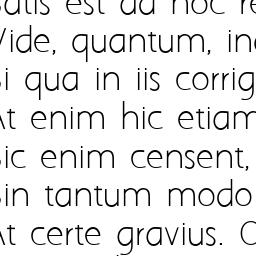 Satis est ad hoc re
Vide, quantum, in
Si qua in iis corrig
At enim hic etiam
Sic enim censent,
Sin tantum modo
At certe gravius.